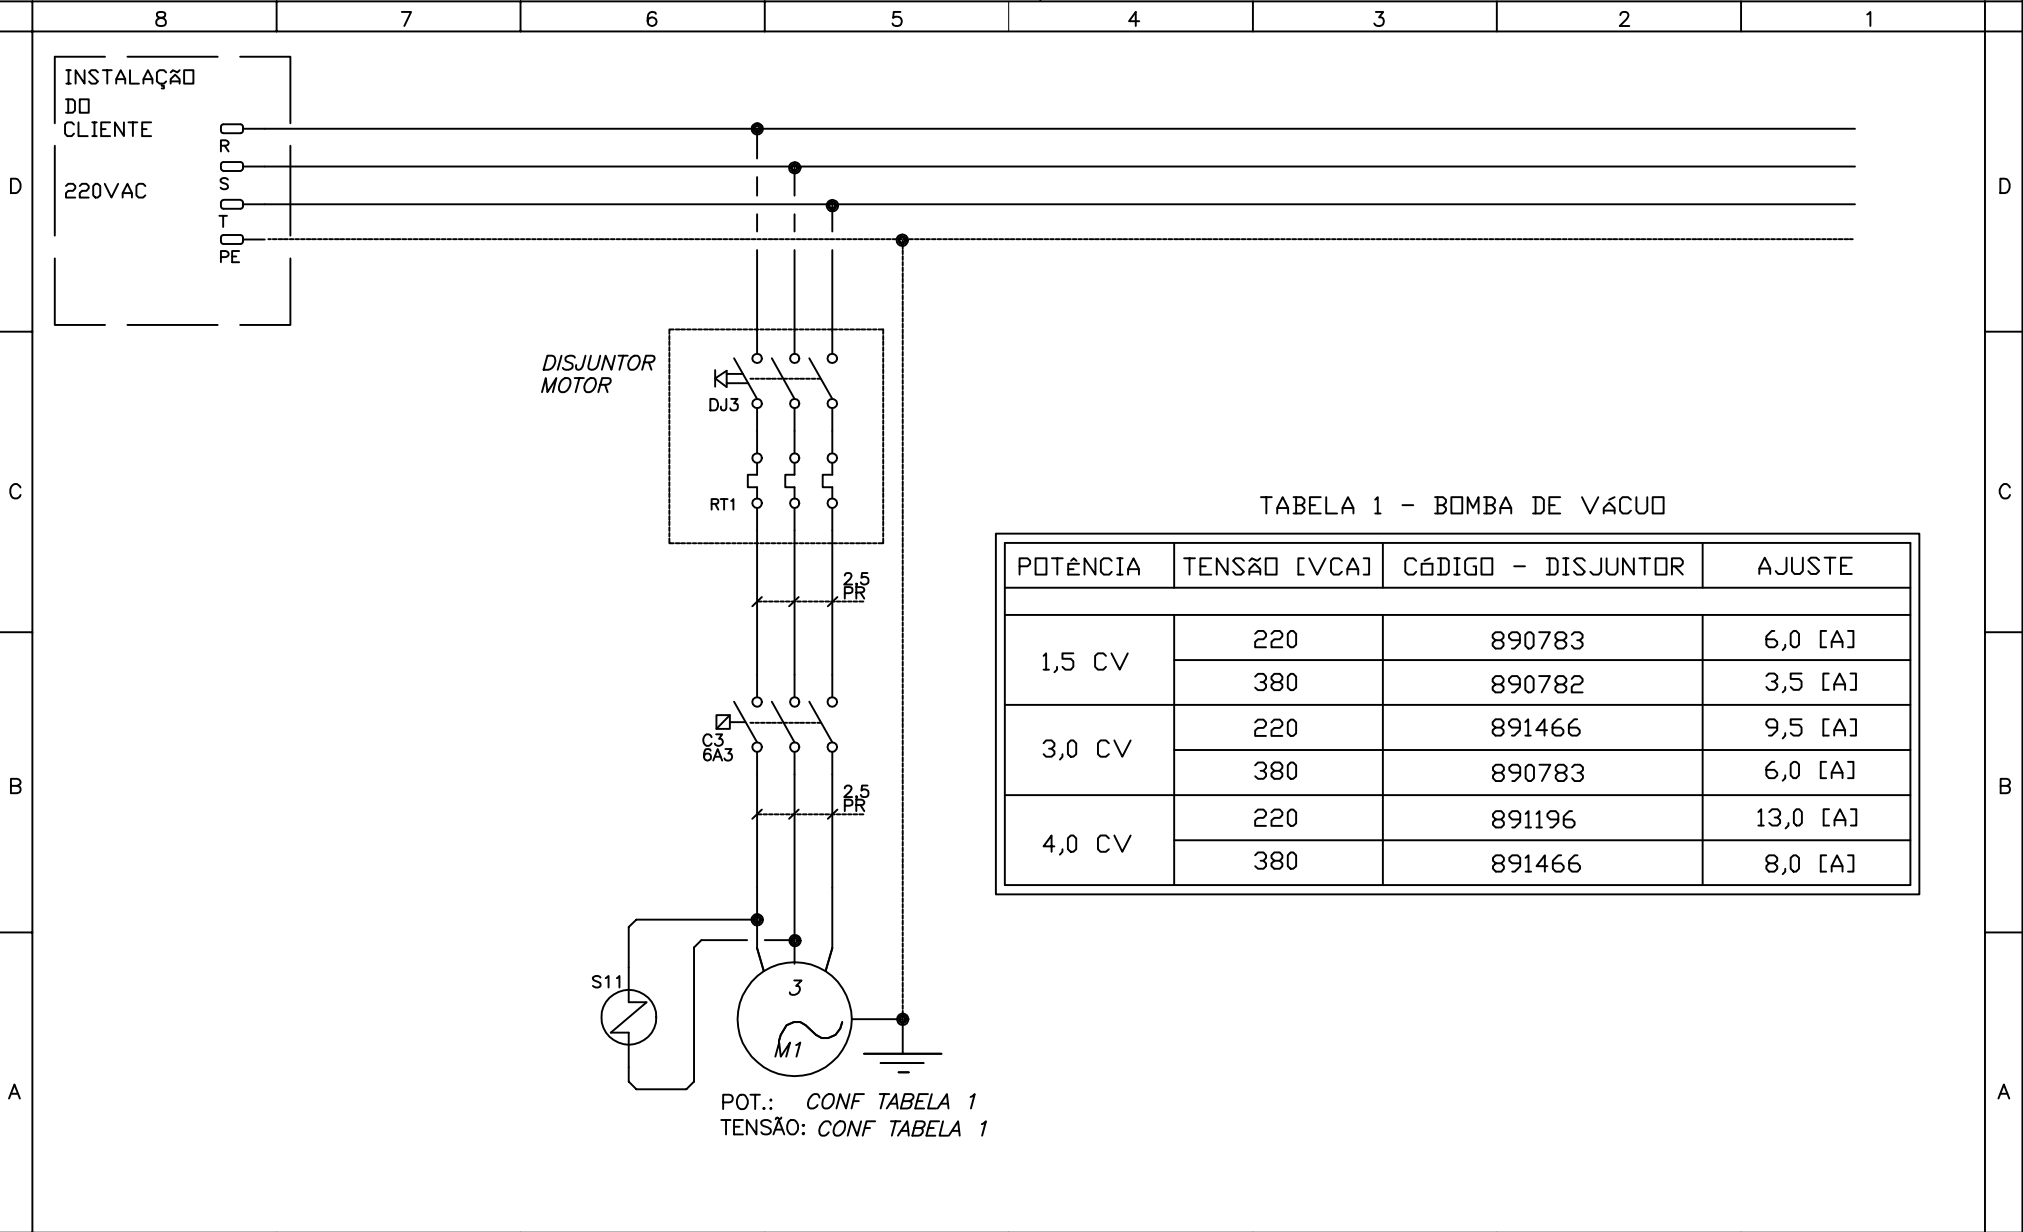 8 7 6 5 4 3 2 1
INSTALAÇÃO
DO
CLIENTE
R
S
220VAC
T
PE
D
D
DISJUNTOR
MOTOR
DJ3
RT1
C
C
2,5
PR
C3
6A3
2,5
PR
B
B
TABELA 1 - BOMBA DE VÁCUO
POTÊNCIA TENSÃO [VCA] CÓDIGO - DISJUNTOR AJUSTE
1,5 CV 220 890783 6,0 [A]
380 890782 3,5 [A]
3,0 CV 220 891466 9,5 [A]
380 890783 6,0 [A]
4,0 CV 220 891196 13,0 [A]
380 891466 8,0 [A]
S11
3
M1
A
A
POT.: CONF TABELA 1
TENSÃO: CONF TABELA 1